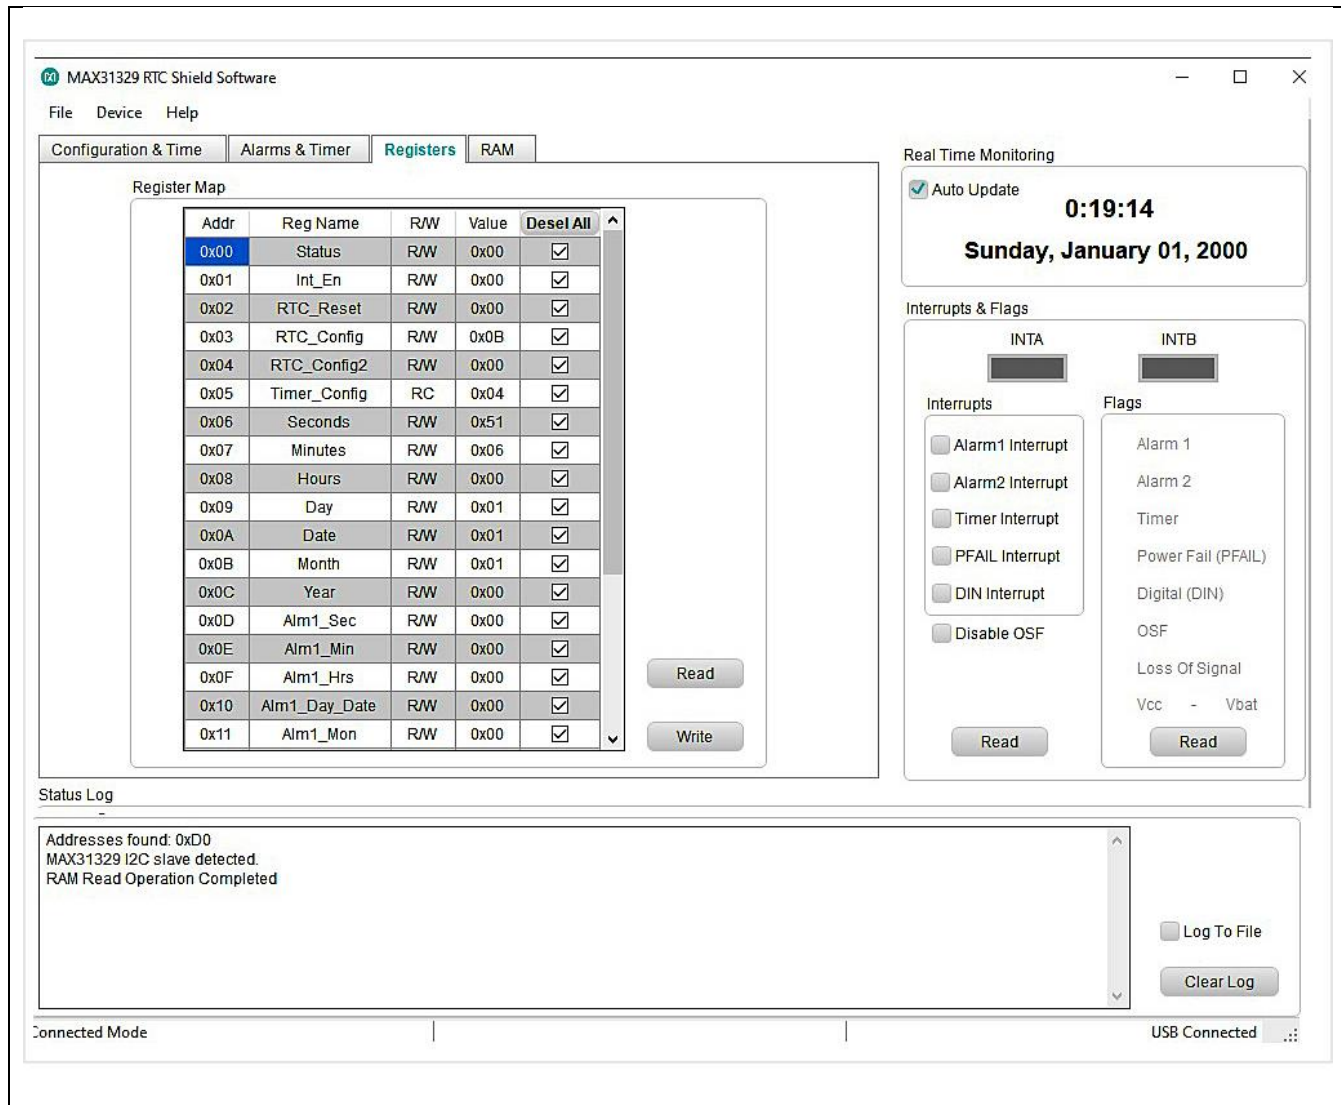 MAX31329 RTC Shield Software
File Device Help
Configuration & Time Alarms & Timer Registers RAM
Register Map
Addr Reg Name R/W Value Desel All
0x00 Status R/W 0x00
0x01 Int_En R/W 0x00
0x02 RTC_Reset R/W 0x00
0x03 RTC_Config R/W 0x0B
0x04 RTC_Config2 R/W 0x00
0x05 Timer_Config RC 0x04
0x06 Seconds R/W 0x51
0x07 Minutes R/W 0x06
0x08 Hours R/W 0x00
0x09 Day R/W 0x01
0x0A Date R/W 0x01
0x0B Month R/W 0x01
0x0C Year R/W 0x00
0x0D Alm1_Sec R/W 0x00
0x0E Alm1_Min R/W 0x00
0x0F Alm1_Hrs R/W 0x00
0x10 Alm1_Day_Date R/W 0x00
0x11 Alm1_Mon R/W 0x00
Read
Write
Real Time Monitoring
Auto Update
0:19:14
Sunday, January 01, 2000
Interrupts & Flags
INTA INTB
Interrupts
Alarm1 Interrupt
Alarm2 Interrupt
Timer Interrupt
PFAIL Interrupt
DIN Interrupt
Disable OSF
Read
Flags
Alarm 1
Alarm 2
Timer
Power Fail (PFAIL)
Digital (DIN)
OSF
Loss Of Signal
Vcc - Vbat
Read
Status Log
Addresses found: 0xD0
MAX31329 I2C slave detected.
RAM Read Operation Completed
Log To File
Clear Log
Connected Mode
USB Connected